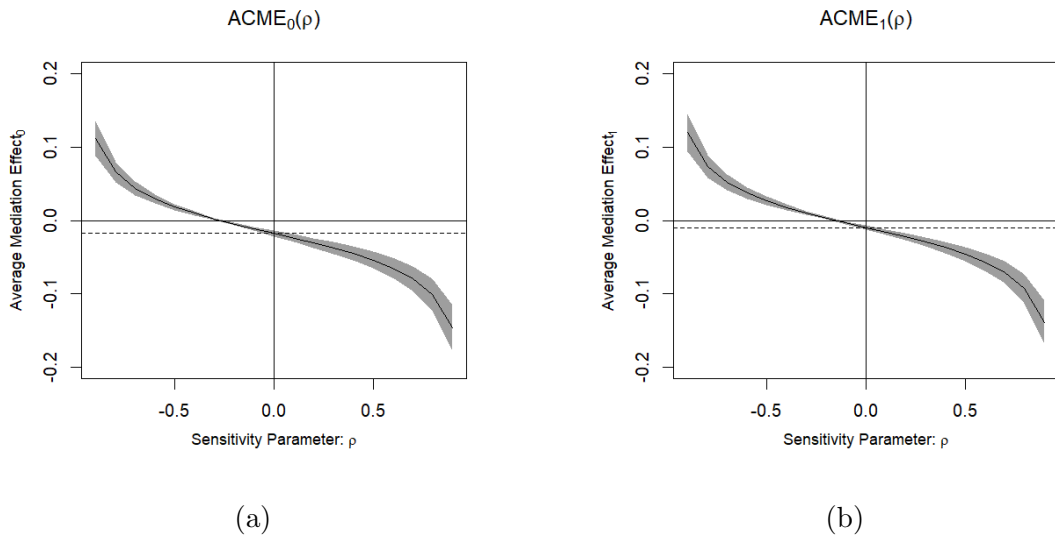 ACME₀(ρ)
Average Mediation Effect₀
0.2
0.1
0.0
-0.1
-0.2
-0.5
0.0
0.5
Sensitivity Parameter: ρ
(a)
ACME₁(ρ)
Average Mediation Effect₁
0.2
0.1
0.0
-0.1
-0.2
-0.5
0.0
0.5
Sensitivity Parameter: ρ
(b)